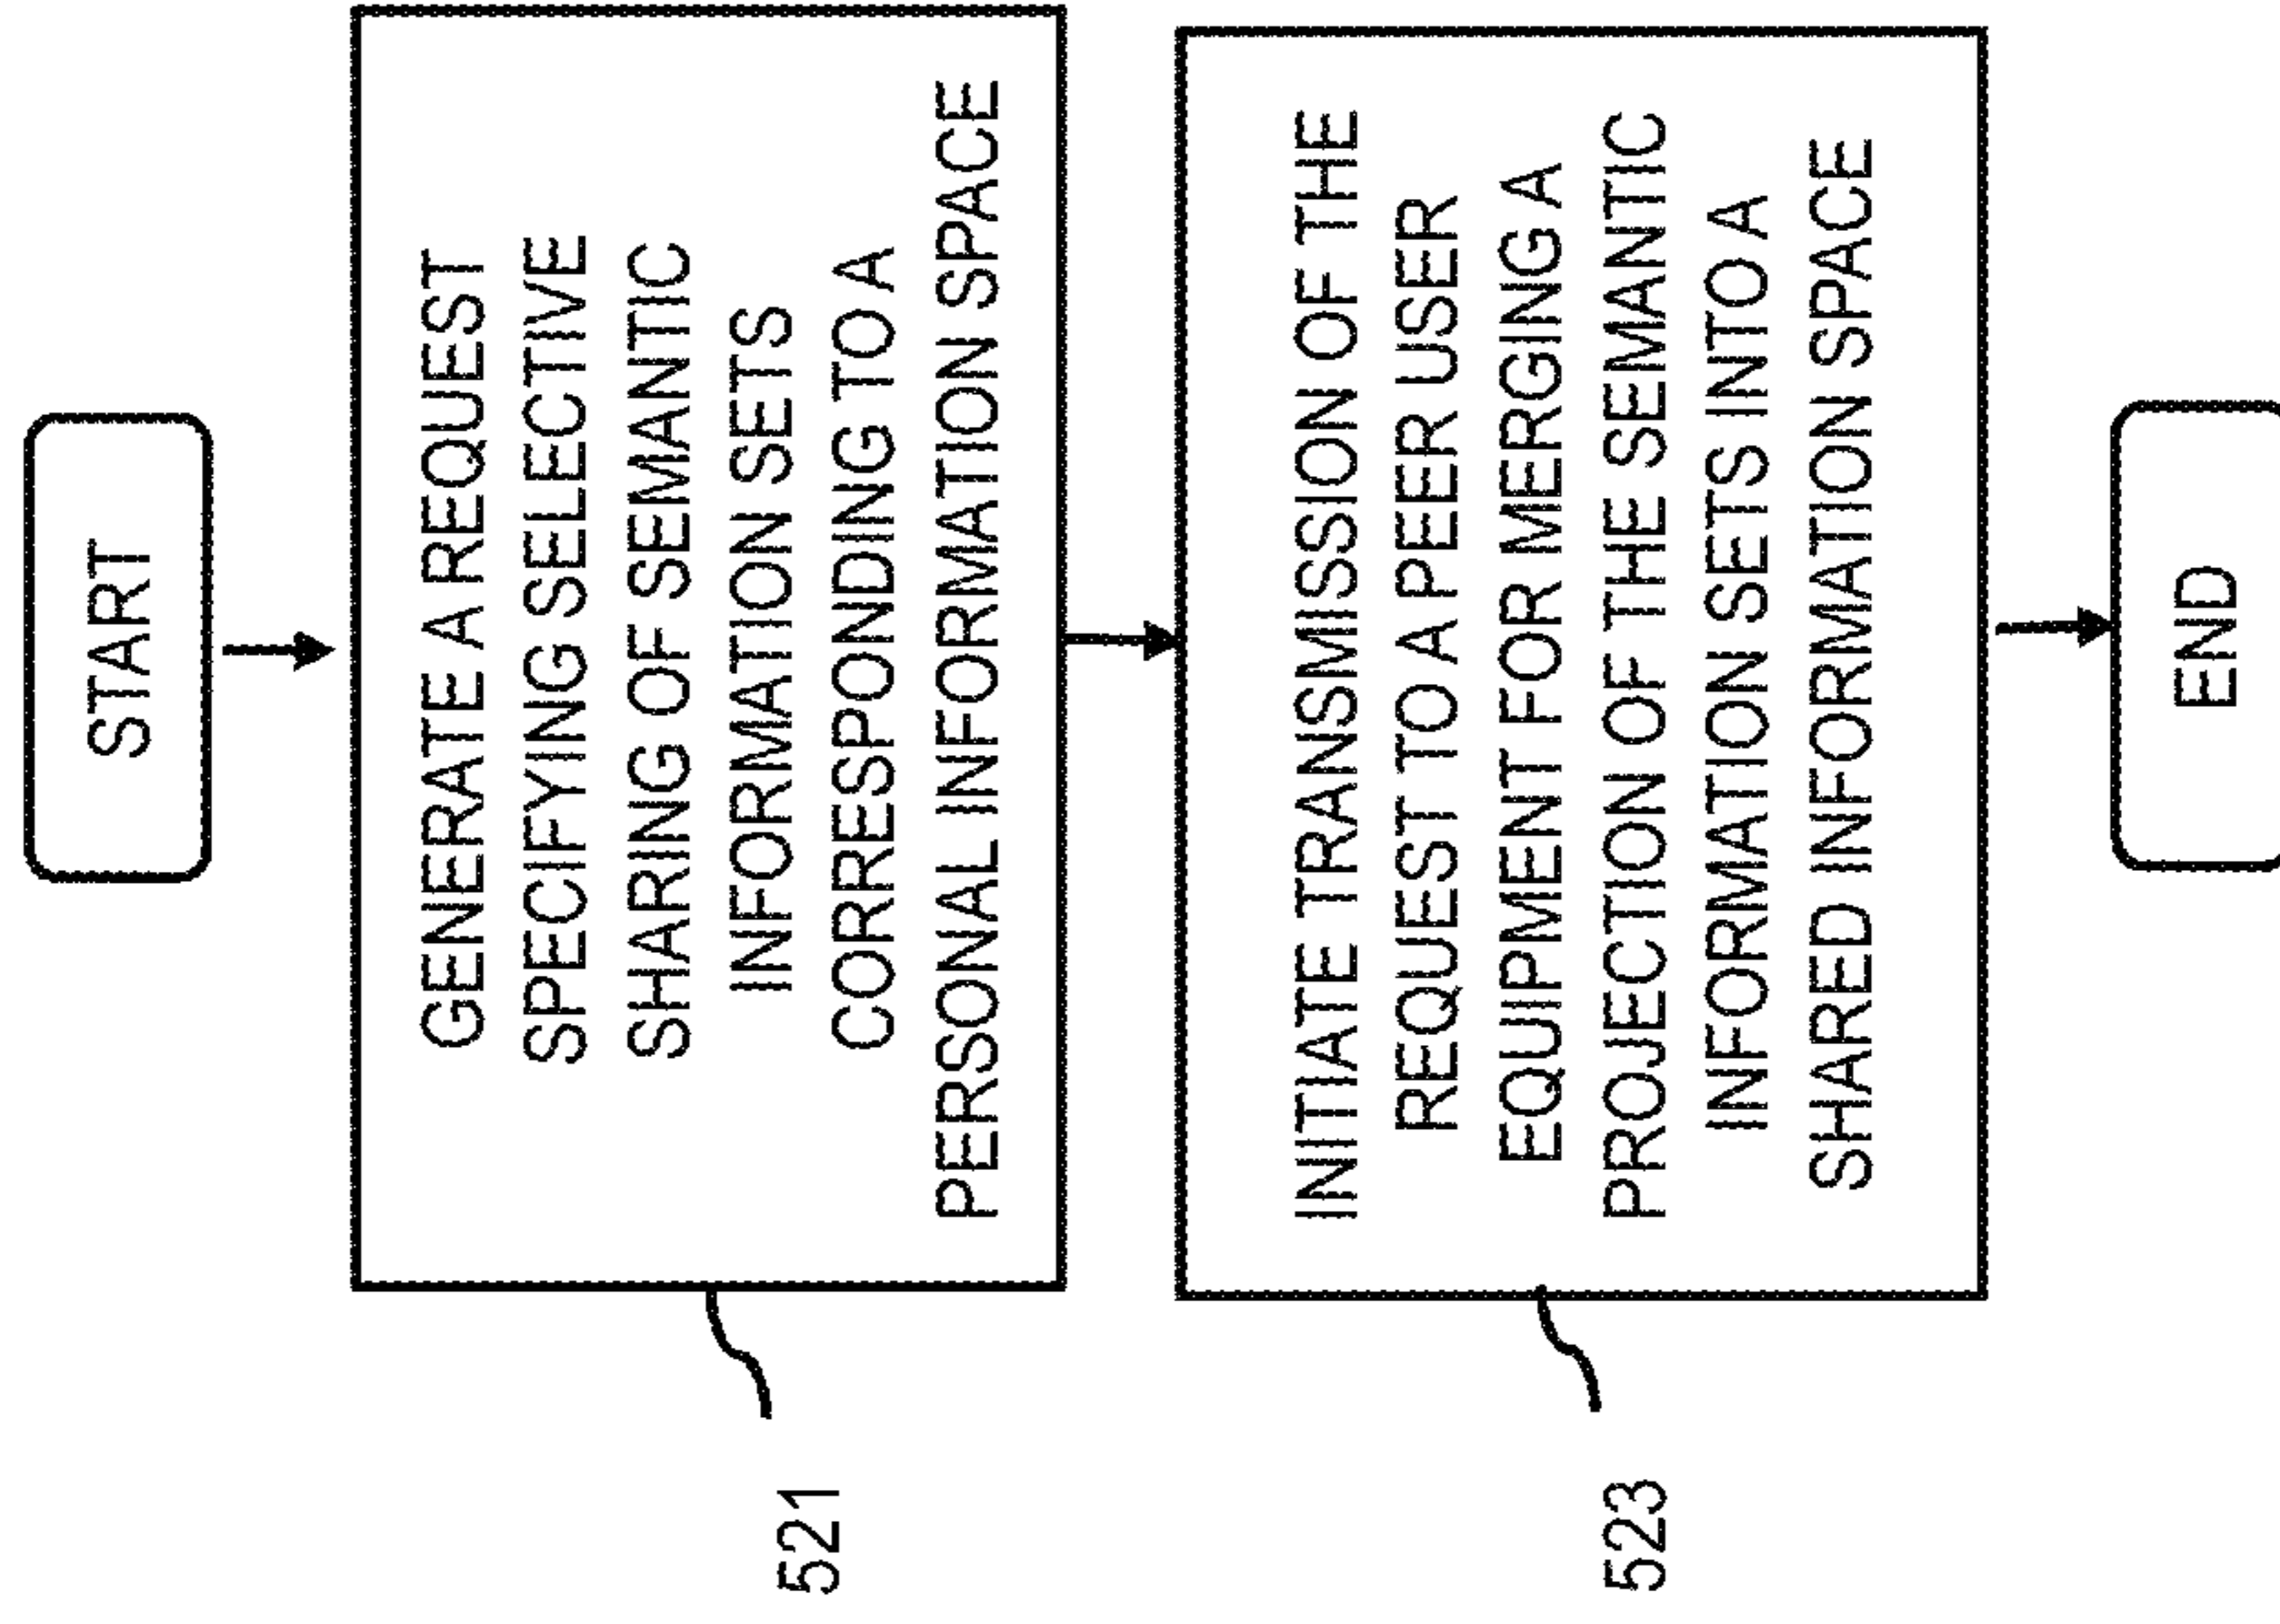 START
GENERATE A REQUEST
SPECIFYING SELECTIVE
SHARING OF SEMANTIC
INFORMATION SETS
CORRESPONDING TO A
PERSONAL INFORMATION SPACE
521
INITIATE TRANSMISSION OF THE
REQUEST TO A PEER USER
EQUIPMENT FOR MERGING A
PROJECTION OF THE SEMANTIC
INFORMATION SETS INTO A
SHARED INFORMATION SPACE
523
END